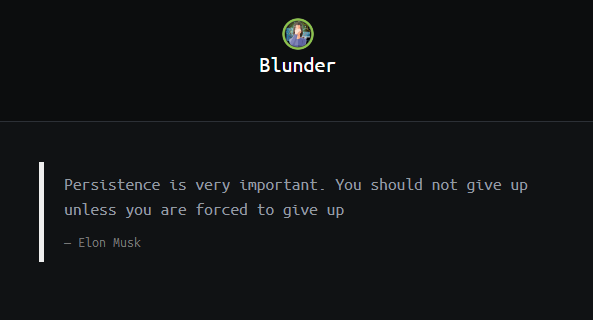 Blunder
Persistence is very important. You should not give up
unless you are forced to give up
— Elon Musk